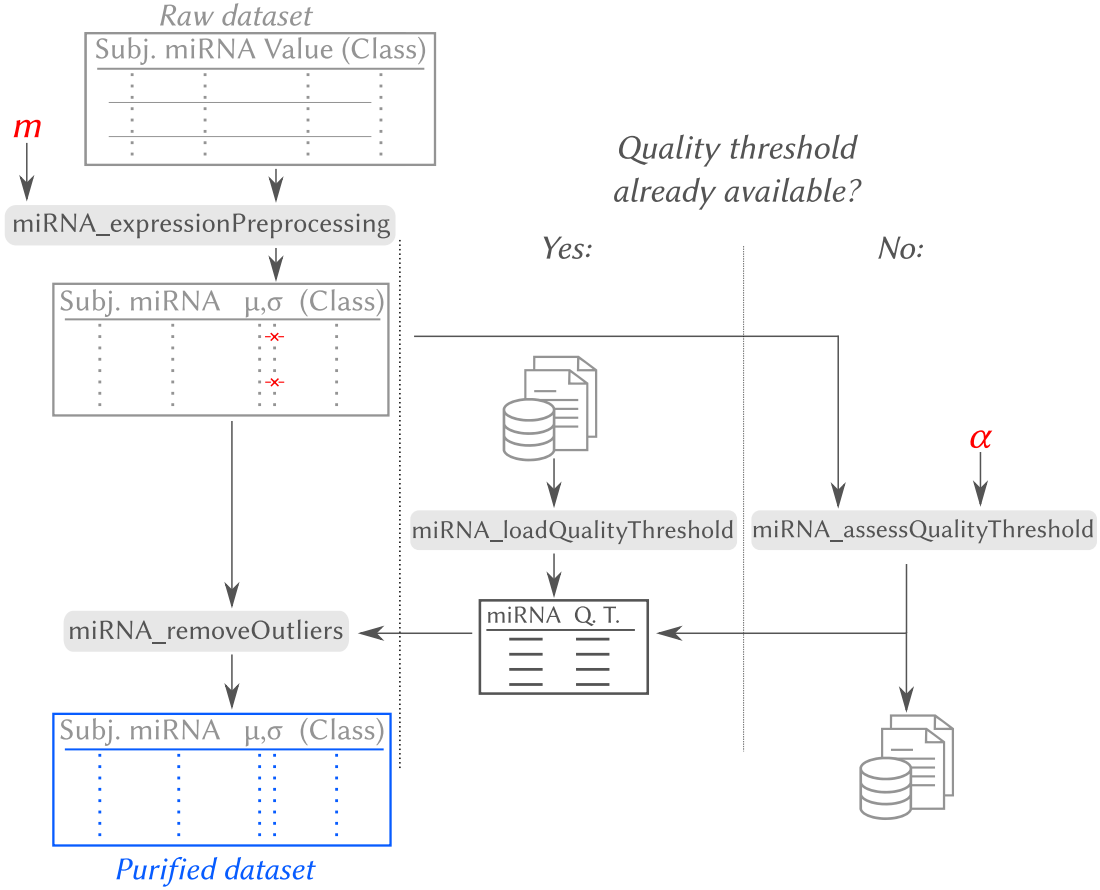 Raw dataset
Subj. miRNA Value (Class)
m
miRNA_expressionPreprocessing
Quality threshold
already available?
Yes:
No:
Subj. miRNA μ,σ (Class)
α
miRNA_loadQualityThreshold
miRNA_assessQualityThreshold
miRNA Q. T.
miRNA_removeOutliers
Subj. miRNA μ,σ (Class)
Purified dataset